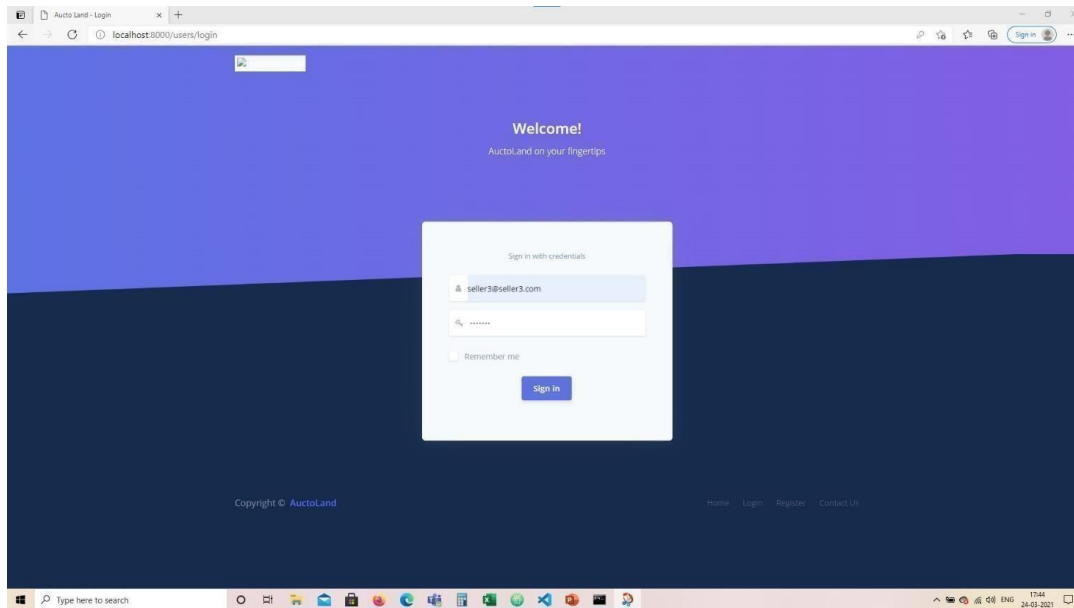 Aucto Land - Login
localhost:8000/users/login
Sign in
Welcome!
AuctoLand on your fingertips
Sign in with credentials
seller3@seller3.com
Remember me
Sign in
Copyright © AuctoLand
Home Login Register Contact Us
Type here to search
ENG
17:44
24-03-2021